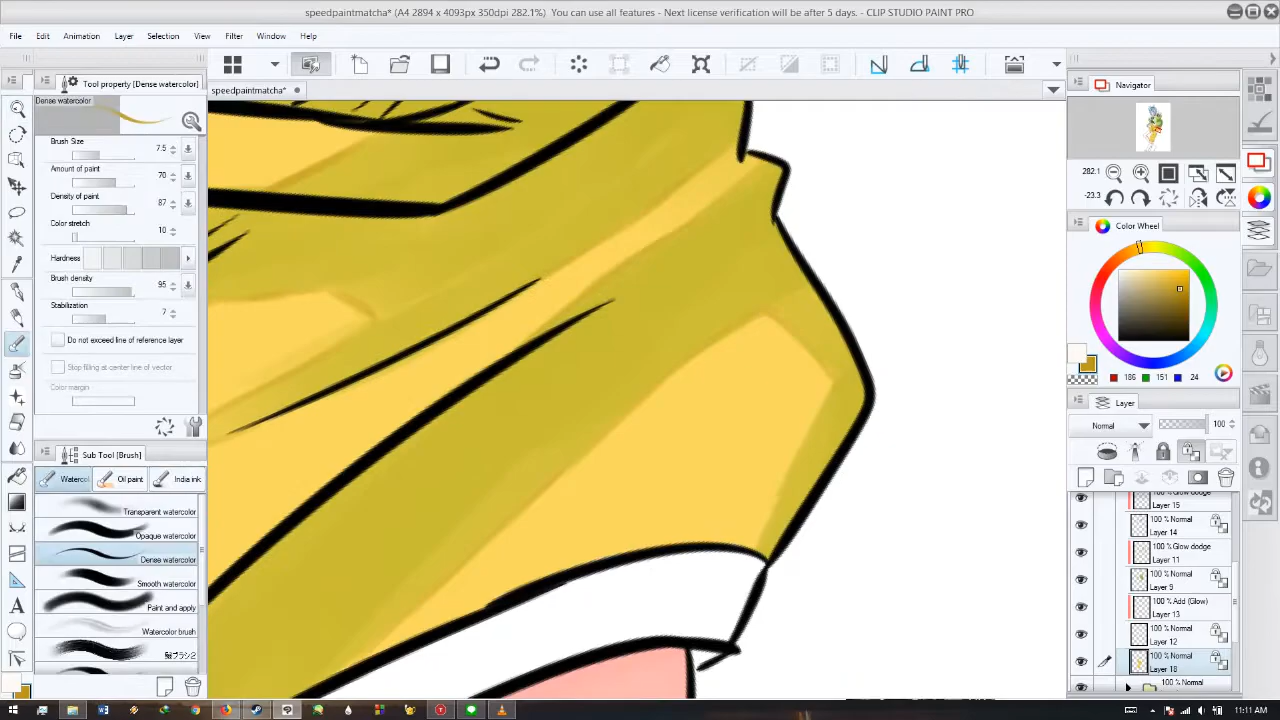 speedpaintmatcha* (A4 2894 x 4093px 350dpi 282.1%)  You can use all features - Next license verification will be after 5 days. - CLIP STUDIO PAINT PRO
File Edit Animation Layer Selection View Filter Window Help
Tool property [Dense watercolor]
speedpaintmatcha*
Navigator
Dense watercolor
Brush Size 7.5
Amount of paint 70
Density of paint 87
Color stretch 10
Hardness
Brush density 95
Stabilization 7
Do not exceed line of reference layer
Stop filling at center line of vector
Color margin
Sub Tool [Brush]
Watercol Oil paint India ink
Transparent watercolor
Opaque watercolor
Dense watercolor
Smooth watercolor
Paint and apply
Watercolor brush
282.1
-23.3
Color Wheel
186 151 24
Layer
Normal 100
Layer 15
100 % Normal
Layer 14
100 % Glow dodge
Layer 11
100 % Normal
Layer 9
100 % Add (Glow)
Layer 13
100 % Normal
Layer 12
100 % Normal
Layer 18
100 % Normal
11:11 AM